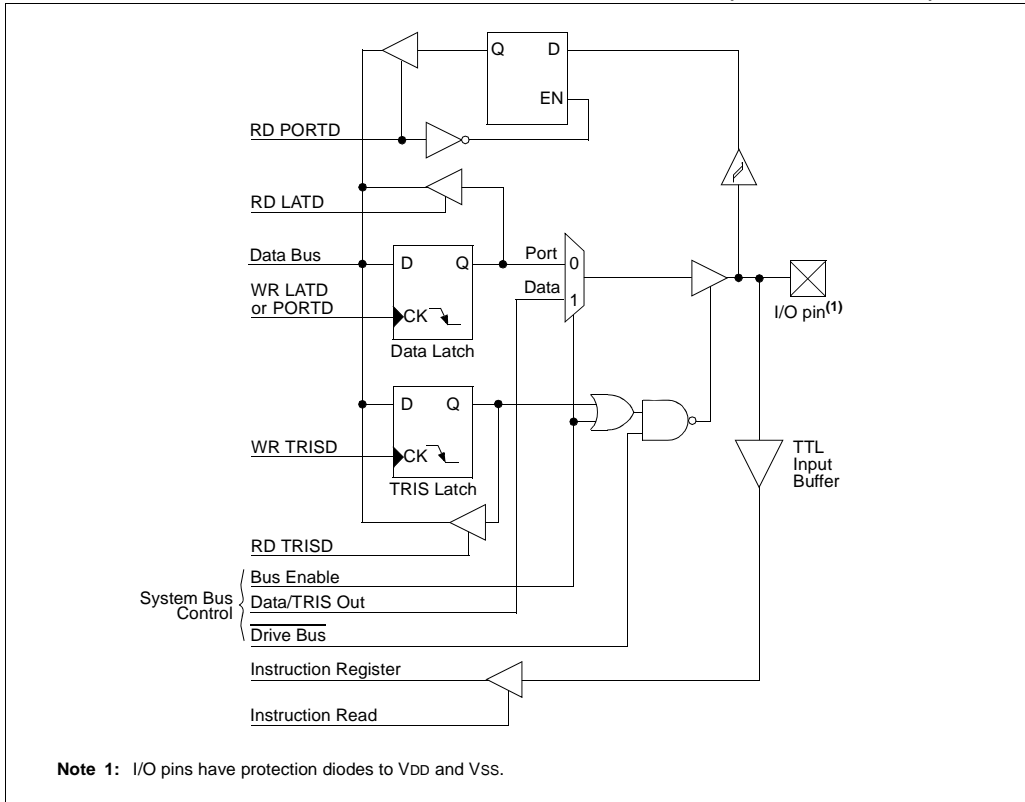 Q D
EN
RD PORTD
RD LATD
Data Bus
D Q
Port
0
Data
1
WR LATD
or PORTD
CK
Data Latch
I/O pin(1)
D Q
WR TRISD
CK
TRIS Latch
TTL
Input
Buffer
RD TRISD
System Bus
Control
Bus Enable
Data/TRIS Out
Drive Bus
Instruction Register
Instruction Read
Note 1: I/O pins have protection diodes to VDD and VSS.